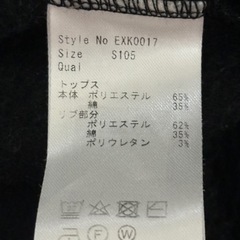 Style No EXK0017
Size S105
Qual
トップス
本体 ポリエステル 65%
綿 35%
リブ部分
ポリエステル 62%
綿 35%
ポリウレタン 3%